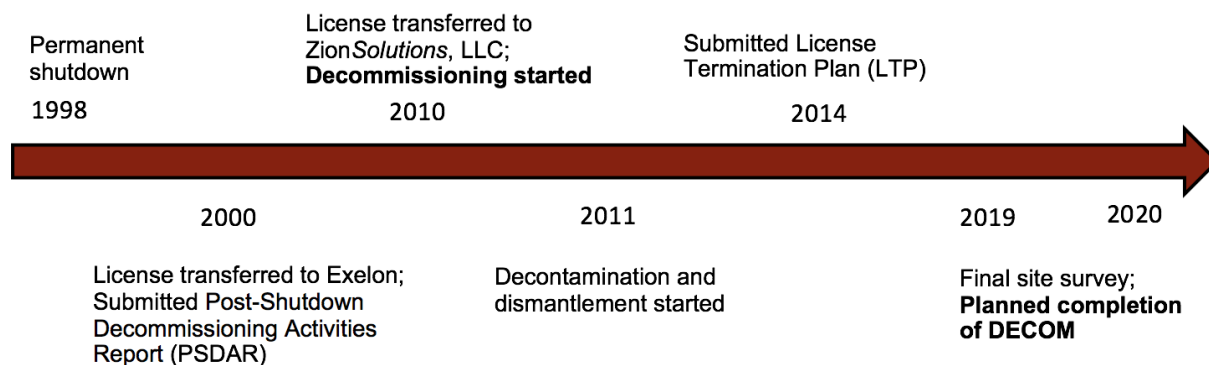 Permanent
shutdown
1998
License transferred to
ZionSolutions, LLC;
Decommissioning started
2010
Submitted License
Termination Plan (LTP)
2014
2000
License transferred to Exelon;
Submitted Post-Shutdown
Decommissioning Activities
Report (PSDAR)
2011
Decontamination and
dismantlement started
2019
2020
Final site survey;
Planned completion
of DECOM